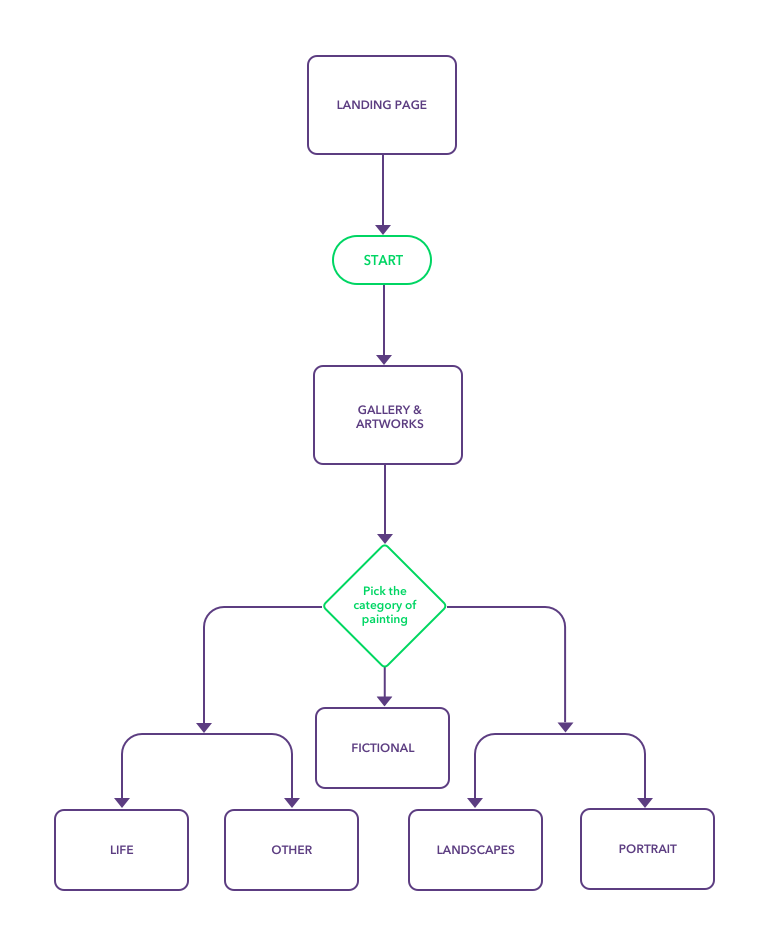 LANDING PAGE
START
GALLERY &
ARTWORKS
Pick the
category of
painting
FICTIONAL
LIFE
OTHER
LANDSCAPES
PORTRAIT